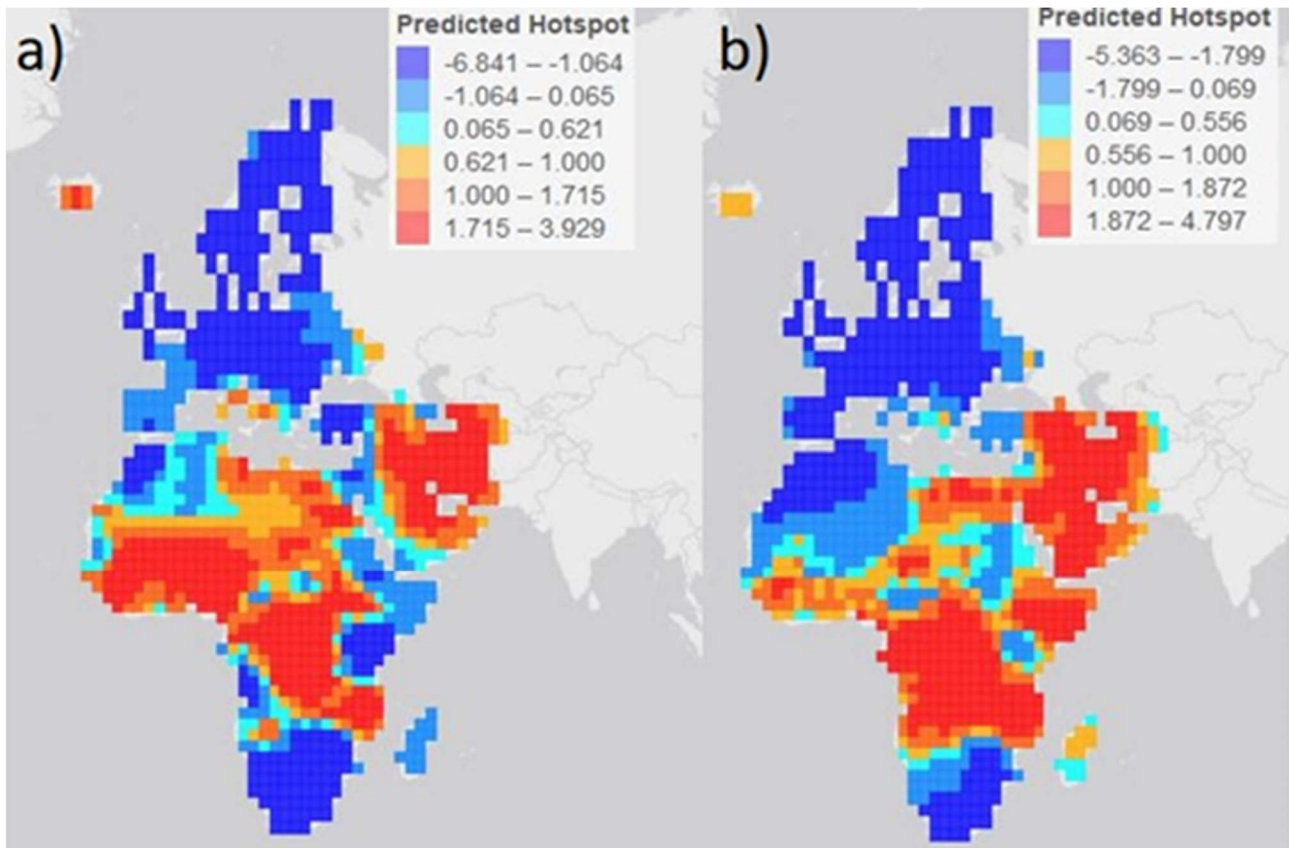 a)
Predicted Hotspot
-6.841 – -1.064
-1.064 – 0.065
0.065 – 0.621
0.621 – 1.000
1.000 – 1.715
1.715 – 3.929
b)
Predicted Hotspot
-5.363 – -1.799
-1.799 – 0.069
0.069 – 0.556
0.556 – 1.000
1.000 – 1.872
1.872 – 4.797